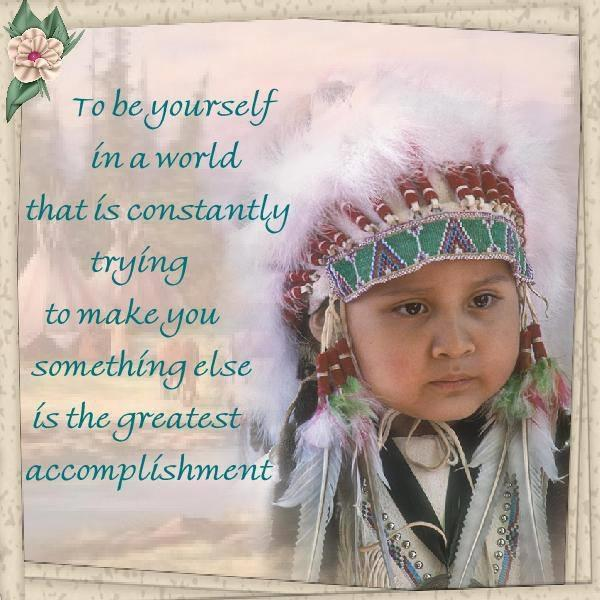 To be yourself
in a world
that is constantly
trying
to make you
something else
is the greatest
accomplishment